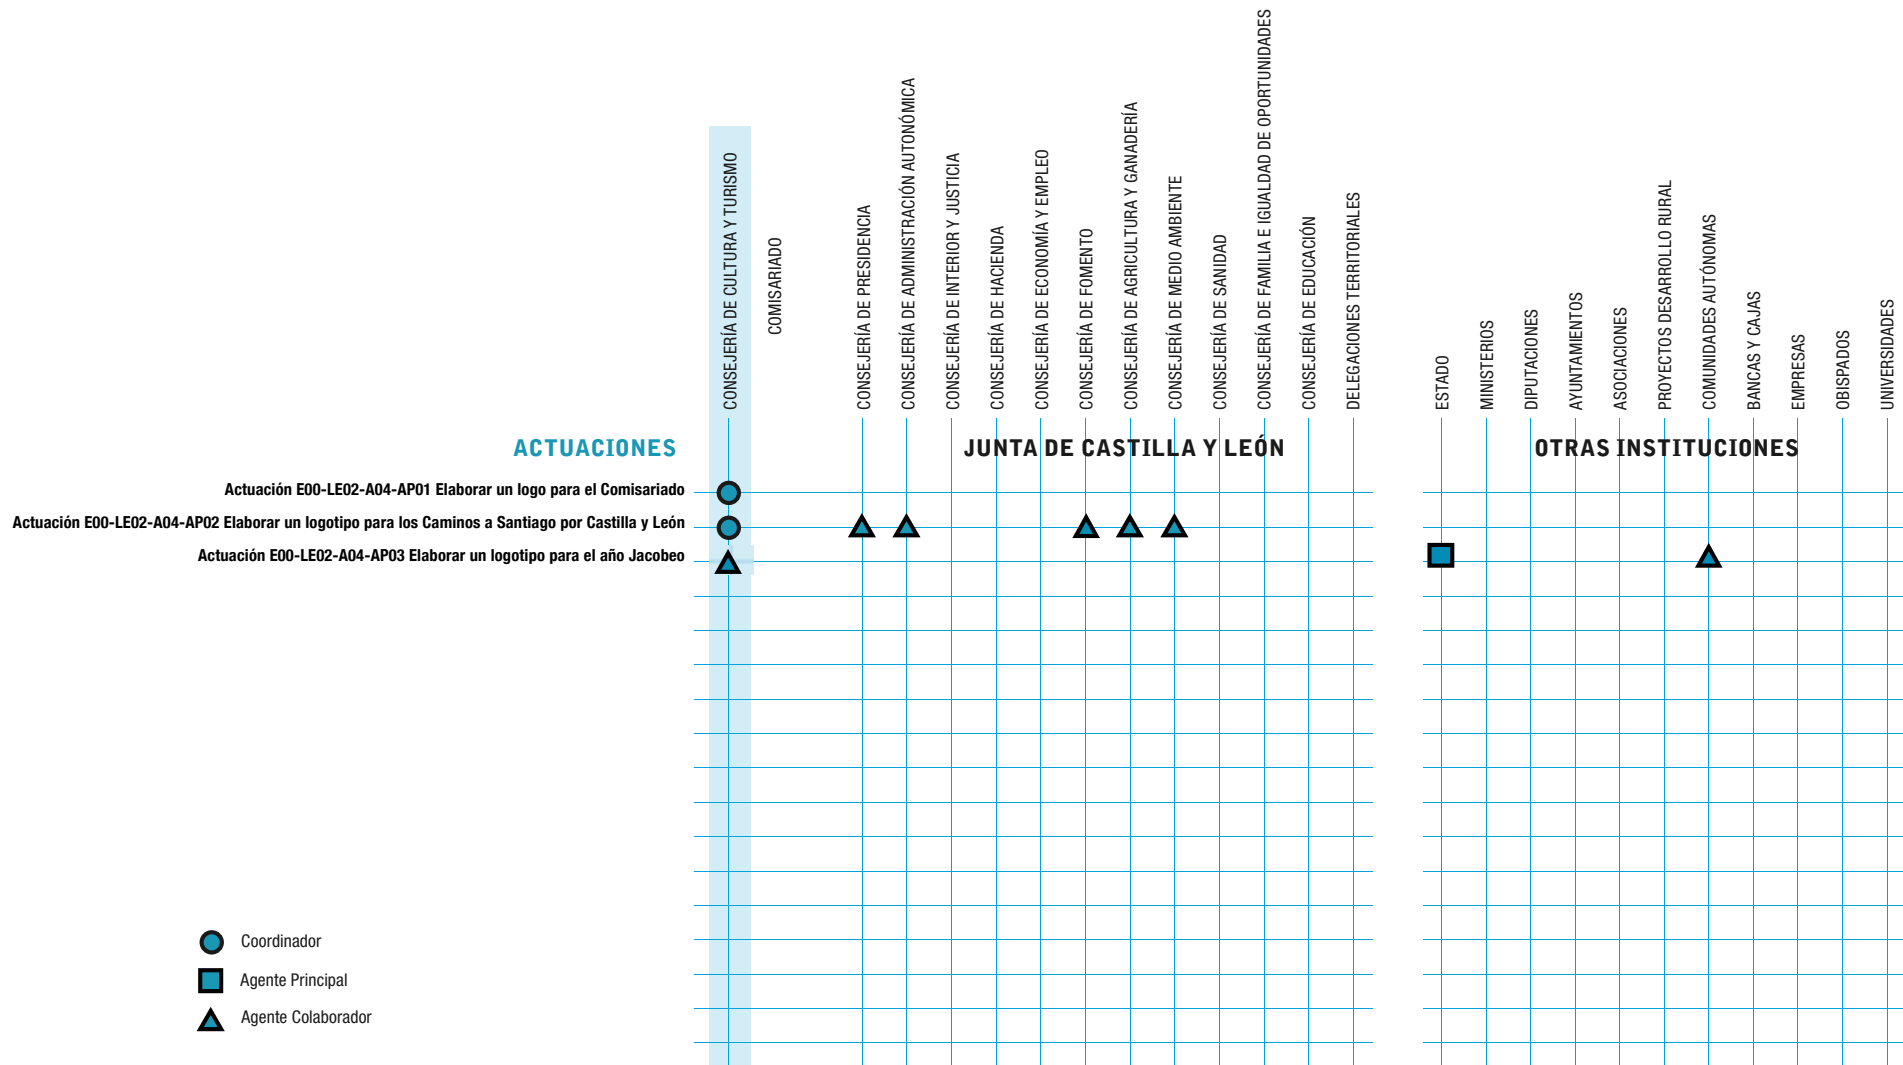 CONSEJERÍA DE CULTURA Y TURISMO
COMISARIADO
CONSEJERÍA DE PRESIDENCIA
CONSEJERÍA DE ADMINISTRACIÓN AUTONÓMICA
CONSEJERÍA DE INTERIOR Y JUSTICIA
CONSEJERÍA DE HACIENDA
CONSEJERÍA DE ECONOMÍA Y EMPLEO
CONSEJERÍA DE FOMENTO
CONSEJERÍA DE AGRICULTURA Y GANADERÍA
CONSEJERÍA DE MEDIO AMBIENTE
CONSEJERÍA DE SANIDAD
CONSEJERÍA DE FAMILIA E IGUALDAD DE OPORTUNIDADES
CONSEJERÍA DE EDUCACIÓN
DELEGACIONES TERRITORIALES
ESTADO
MINISTERIOS
DIPUTACIONES
AYUNTAMIENTOS
ASOCIACIONES
PROYECTOS DESARROLLO RURAL
COMUNIDADES AUTÓNOMAS
BANCAS Y CAJAS
EMPRESAS
OBISPADOS
UNIVERSIDADES
ACTUACIONES
JUNTA DE CASTILLA Y LEÓN
OTRAS INSTITUCIONES
Actuación E00-LE02-A04-AP01 Elaborar un logo para el Comisariado
Actuación E00-LE02-A04-AP02 Elaborar un logotipo para los Caminos a Santiago por Castilla y León
Actuación E00-LE02-A04-AP03 Elaborar un logotipo para el año Jacobeo
Coordinador
Agente Principal
Agente Colaborador